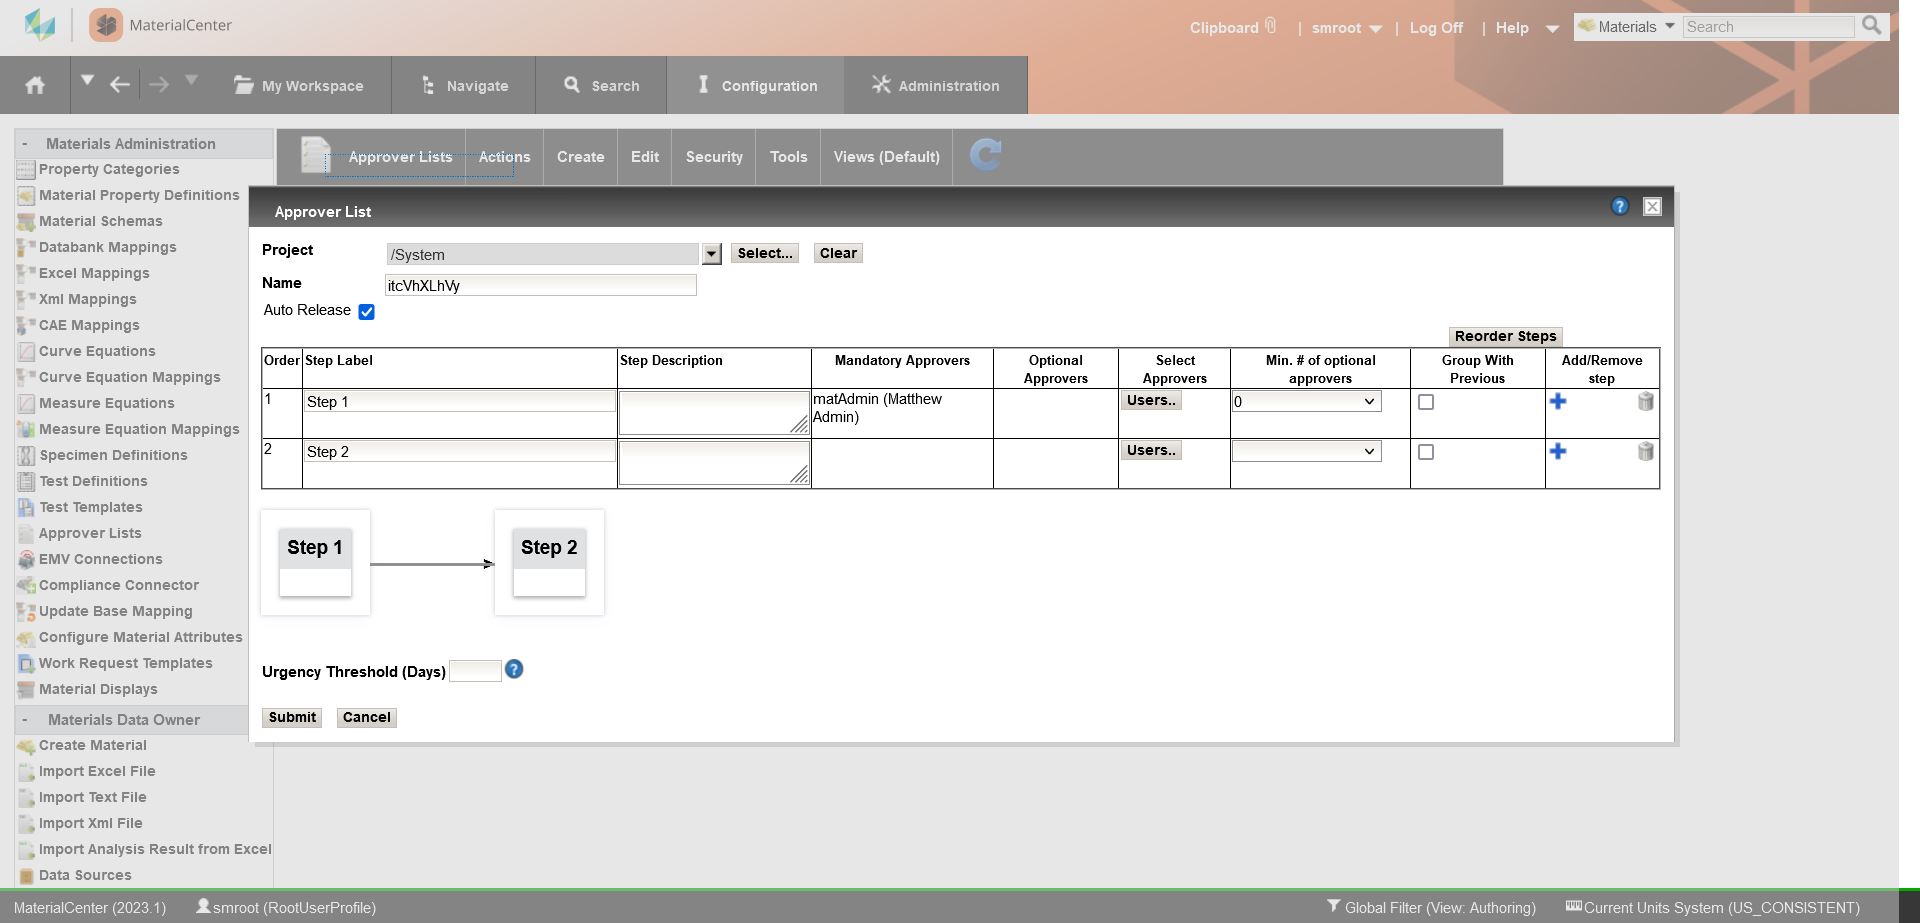 MaterialCenter
Clipboard | smroot | Log Off | Help
Materials Search
My Workspace Navigate Search Configuration Administration
- Materials Administration
Property Categories
Material Property Definitions
Material Schemas
Databank Mappings
Excel Mappings
Xml Mappings
CAE Mappings
Curve Equations
Curve Equation Mappings
Measure Equations
Measure Equation Mappings
Specimen Definitions
Test Definitions
Test Templates
Approver Lists
EMV Connections
Compliance Connector
Update Base Mapping
Configure Material Attributes
Work Request Templates
Material Displays
- Materials Data Owner
Create Material
Import Excel File
Import Text File
Import Xml File
Import Analysis Result from Excel
Data Sources
Approver Lists Actions Create Edit Security Tools Views (Default)
Approver List
Project /System Select... Clear
Name itcVhXLhVy
Auto Release
Reorder Steps
Order Step Label Step Description Mandatory Approvers Optional Approvers Select Approvers Min. # of optional approvers Group With Previous Add/Remove step
1 Step 1 matAdmin (Matthew Admin) Users.. 0
2 Step 2 Users..
Step 1 Step 2
Urgency Threshold (Days) ?
Submit Cancel
MaterialCenter (2023.1) smroot (RootUserProfile) Global Filter (View: Authoring) Current Units System (US_CONSISTENT)